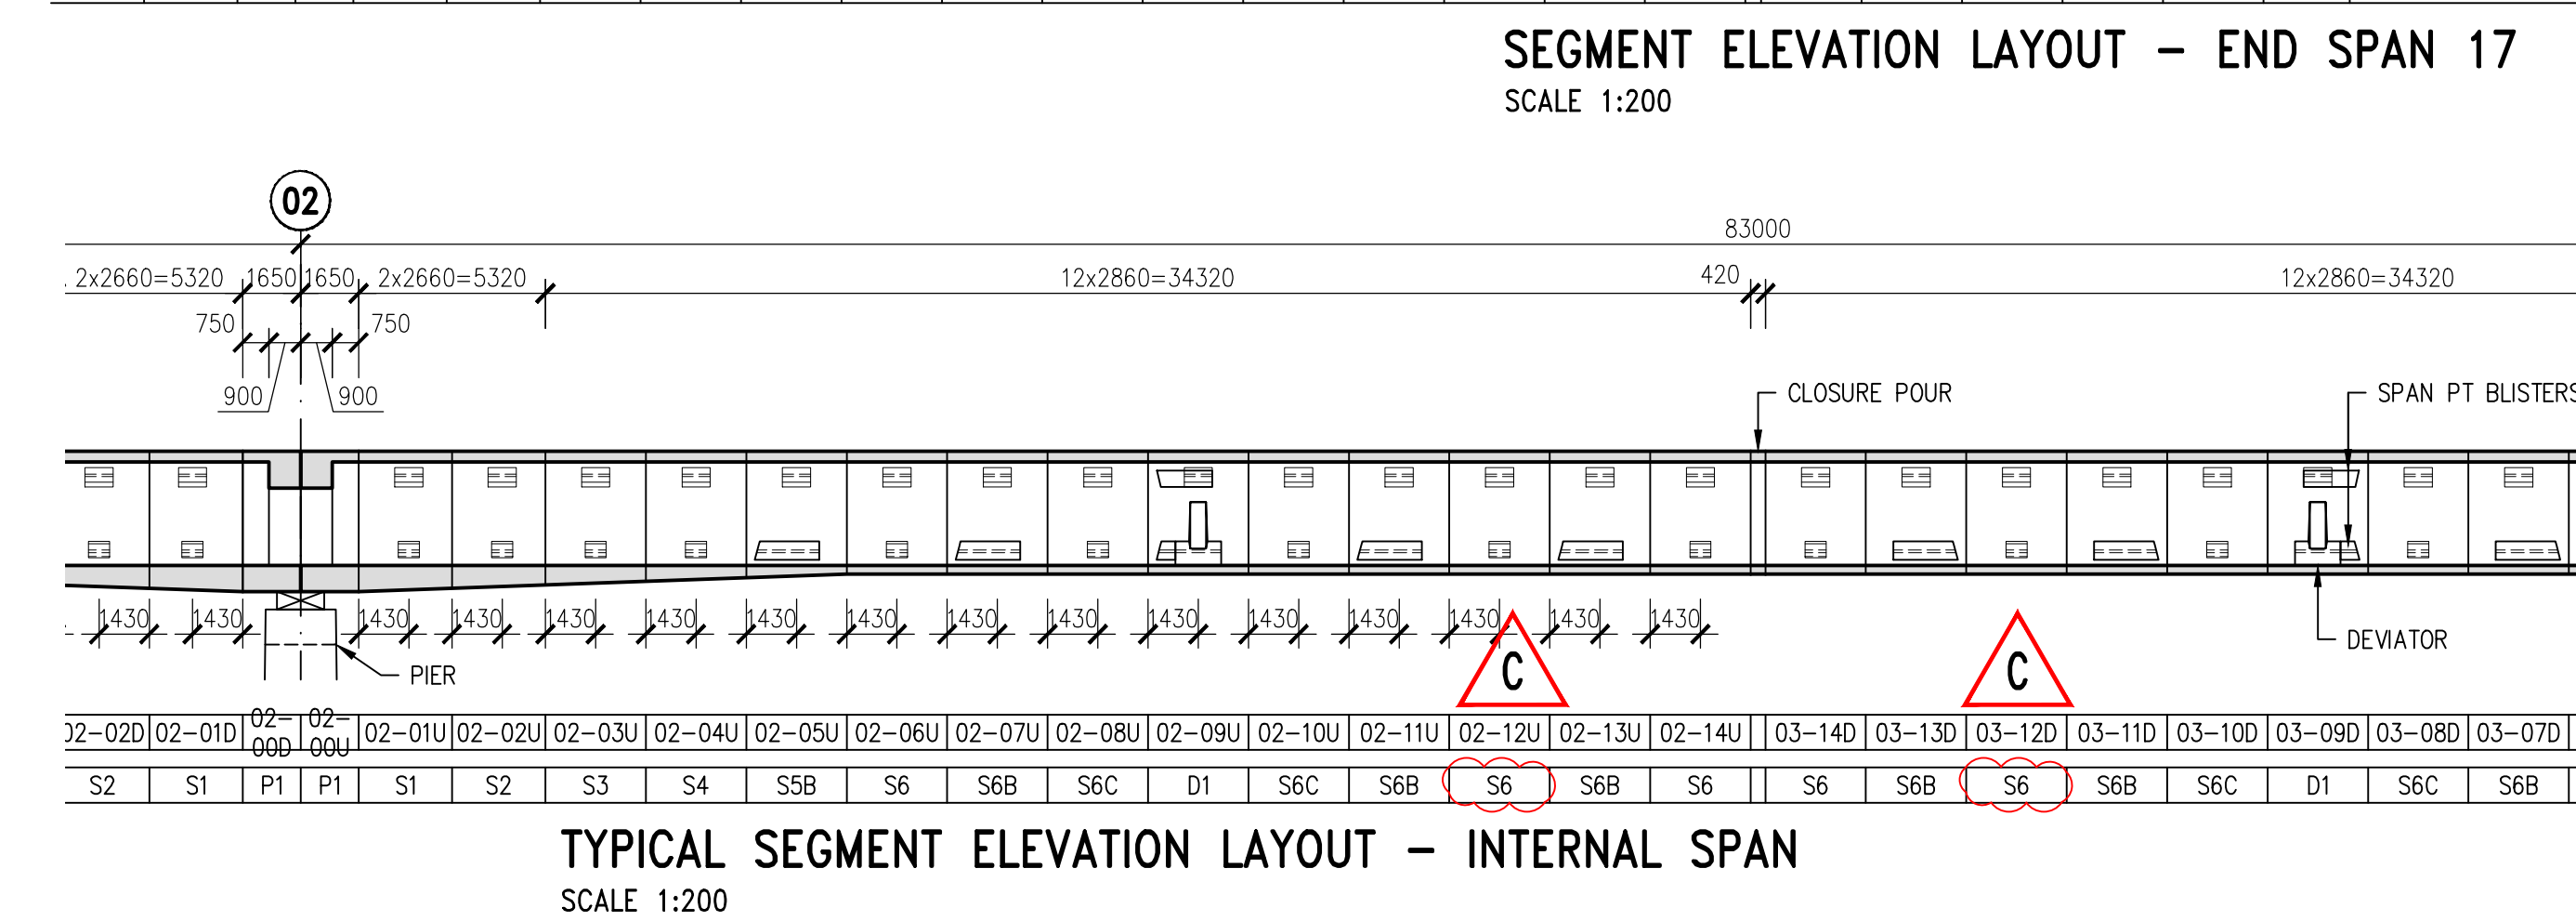 SEGMENT ELEVATION LAYOUT - END SPAN 17
SCALE 1:200
02
83000
2x2660=5320 1650 1650 2x2660=5320 12x2860=34320 420 12x2860=34320
750 750
900 900 CLOSURE POUR SPAN PT BLISTERS
1430 1430 1430 1430 1430 1430 1430 1430 1430 1430 1430 1430 1430 1430 1430 1430
C C
DEVIATOR
PIER
02-02D 02-01D 02-00D 02-00U 02-01U 02-02U 02-03U 02-04U 02-05U 02-06U 02-07U 02-08U 02-09U 02-10U 02-11U 02-12U 02-13U 02-14U 03-14D 03-13D 03-12D 03-11D 03-10D 03-09D 03-08D 03-07D
S2 S1 P1 P1 S1 S2 S3 S4 S5B S6 S6B S6C D1 S6C S6B S6 S6B S6 S6 S6B S6 S6B S6C D1 S6C S6B
TYPICAL SEGMENT ELEVATION LAYOUT - INTERNAL SPAN
SCALE 1:200